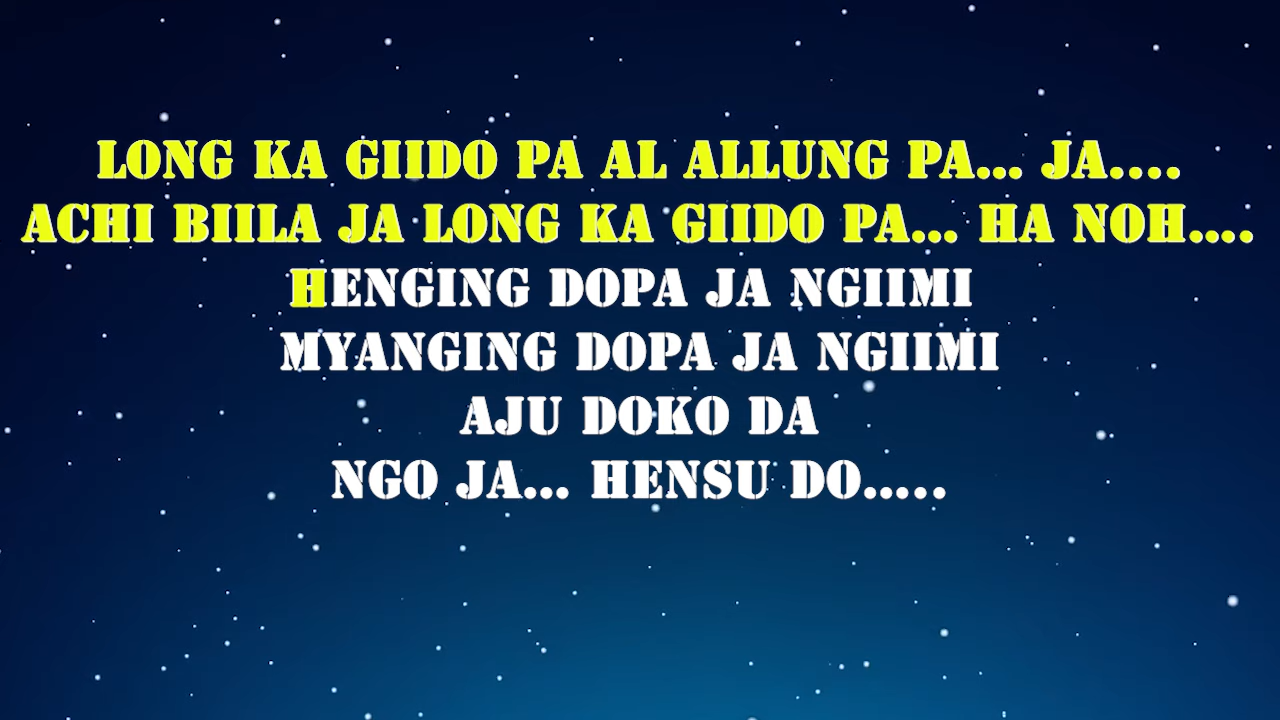 LONG KA GIIDO PA AL ALLUNG PA... JA....
ACHI BIILA JA LONG KA GIIDO PA... HA NOH....
HENGING DOPA JA NGIIMI
MYANGING DOPA JA NGIIMI
AJU DOKO DA
NGO JA... HENSU DO.....